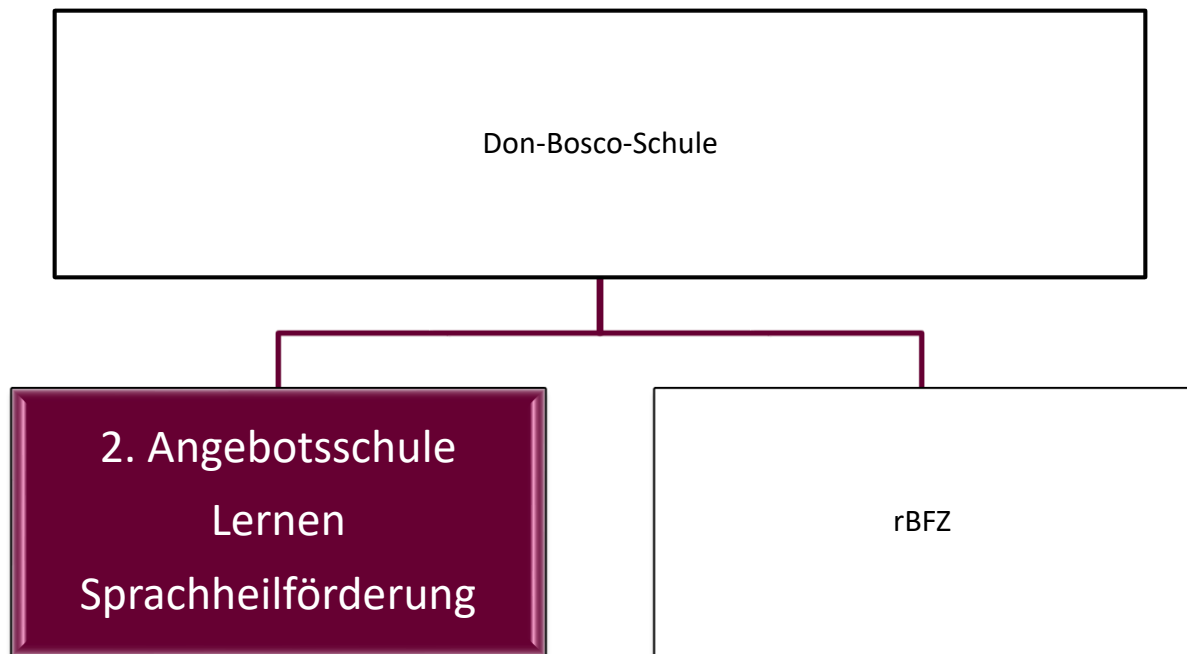 Don-Bosco-Schule
2. Angebotsschule
Lernen
Sprachheilförderung
rBFZ